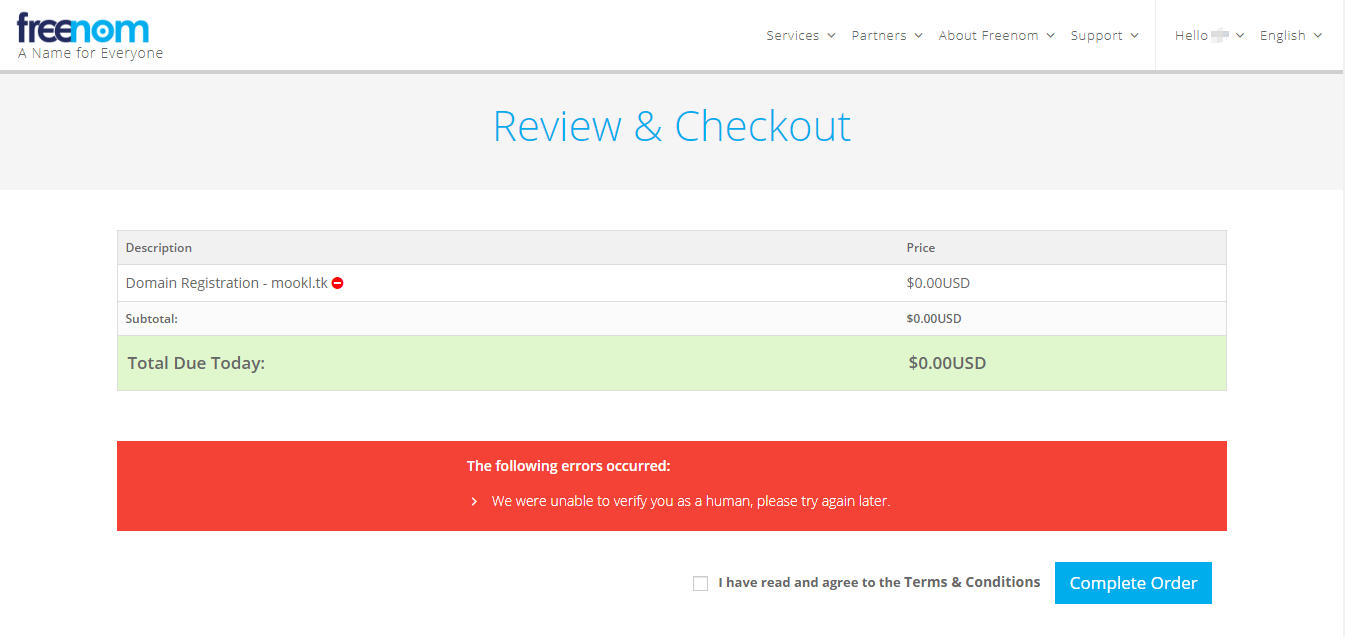 freenom
A Name for Everyone
Services Partners About Freenom Support Hello English
Review & Checkout
Description Price
Domain Registration - mookl.tk $0.00USD
Subtotal: $0.00USD
Total Due Today: $0.00USD
The following errors occurred:
We were unable to verify you as a human, please try again later.
I have read and agree to the Terms & Conditions Complete Order